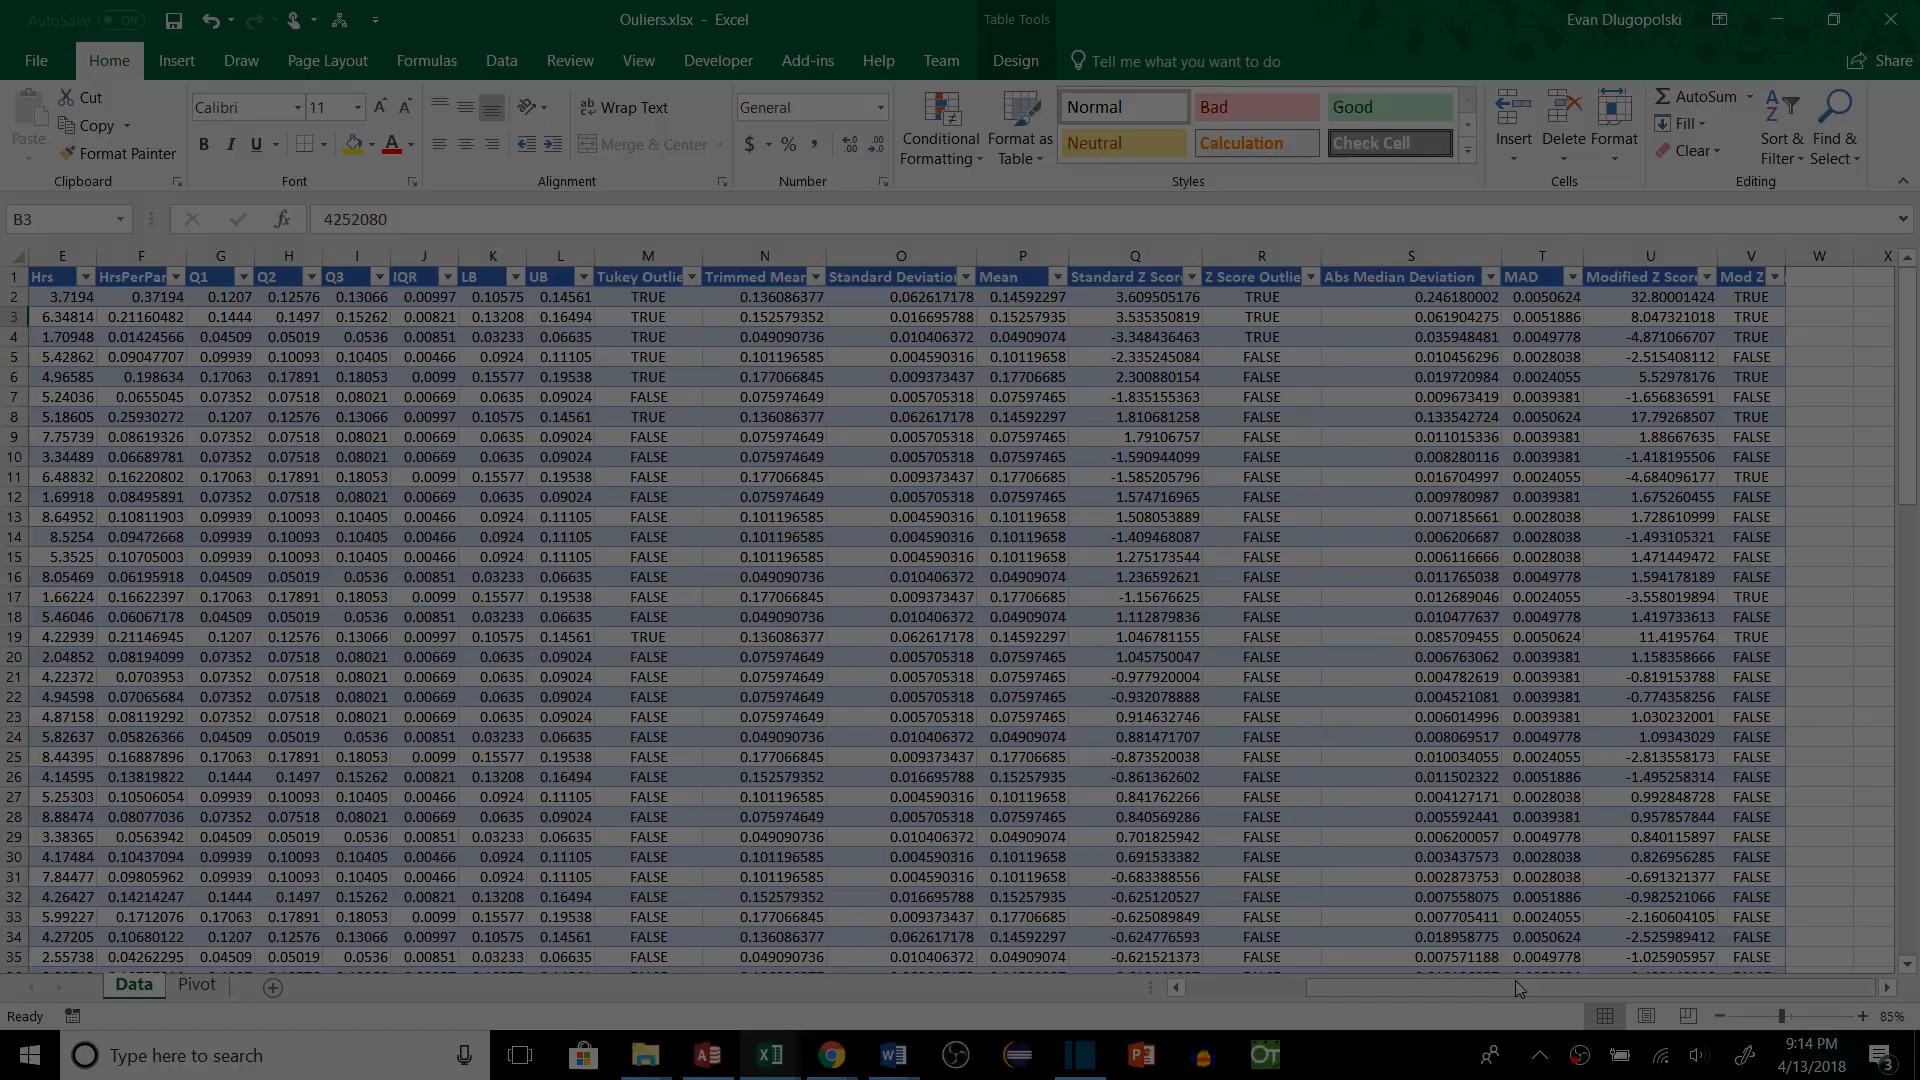 AutoSave Off Ouliers.xlsx - Excel Table Tools Evan Dlugopolski
File Home Insert Draw Page Layout Formulas Data Review View Developer Add-ins Help Team Design Tell me what you want to do Share
Paste Cut Copy Format Painter Clipboard
Calibri 11 B I U A Font
Wrap Text Merge & Center Alignment
General $ % , Number
Conditional Formatting Format as Table
Normal Bad Good
Neutral Calculation Check Cell
Styles
Insert Delete Format Cells
AutoSum Fill Clear Sort & Filter Find & Select Editing
B3 fx 4252080
E F G H I J K L M N O P Q R S T U V W X
1 Hrs HrsPerPar Q1 Q2 Q3 IQR LB UB Tukey Outlie Trimmed Mear Standard Deviatio Mean Standard Z Scor Z Score Outlie Abs Median Deviation MAD Modified Z Scor Mod Z
2 3.7194 0.37194 0.1207 0.12576 0.13066 0.00997 0.10575 0.14561 TRUE 0.136086377 0.062617178 0.14592297 3.609505176 TRUE 0.246180002 0.0050624 32.80001424 TRUE
3 6.34814 0.21160482 0.1444 0.1497 0.15262 0.00821 0.13208 0.16494 TRUE 0.152579352 0.016695788 0.15257935 3.535350819 TRUE 0.061904275 0.0051886 8.047321018 TRUE
4 1.70948 0.01424566 0.04509 0.05019 0.0536 0.00851 0.03233 0.06635 TRUE 0.049090736 0.010406372 0.04909074 -3.348436463 TRUE 0.035948481 0.0049778 -4.871066707 TRUE
5 5.42862 0.09047707 0.09939 0.10093 0.10405 0.00466 0.0924 0.11105 TRUE 0.101196585 0.004590316 0.10119658 -2.335245084 FALSE 0.010456296 0.0028038 -2.515408112 FALSE
6 4.96585 0.198634 0.17063 0.17891 0.18053 0.0099 0.15577 0.19538 TRUE 0.177066845 0.009373437 0.17706685 2.300880154 FALSE 0.019720984 0.0024055 5.52978176 TRUE
7 5.24036 0.0655045 0.07352 0.07518 0.08021 0.00669 0.0635 0.09024 FALSE 0.075974649 0.005705318 0.07597465 -1.835155363 FALSE 0.009673419 0.0039381 -1.656836591 FALSE
8 5.18605 0.25930272 0.1207 0.12576 0.13066 0.00997 0.10575 0.14561 TRUE 0.136086377 0.062617178 0.14592297 1.810681258 FALSE 0.133542724 0.0050624 17.79268507 TRUE
9 7.75739 0.08619326 0.07352 0.07518 0.08021 0.00669 0.0635 0.09024 FALSE 0.075974649 0.005705318 0.07597465 1.79106757 FALSE 0.011015336 0.0039381 1.88667635 FALSE
10 3.34489 0.06689781 0.07352 0.07518 0.08021 0.00669 0.0635 0.09024 FALSE 0.075974649 0.005705318 0.07597465 -1.590944099 FALSE 0.008280116 0.0039381 -1.418195506 FALSE
11 6.48832 0.16220802 0.17063 0.17891 0.18053 0.0099 0.15577 0.19538 FALSE 0.177066845 0.009373437 0.17706685 -1.585205796 FALSE 0.016704997 0.0024055 -4.684096177 TRUE
12 1.69918 0.08495891 0.07352 0.07518 0.08021 0.00669 0.0635 0.09024 FALSE 0.075974649 0.005705318 0.07597465 1.574716965 FALSE 0.009780987 0.0039381 1.675260455 FALSE
13 8.64952 0.10811903 0.09939 0.10093 0.10405 0.00466 0.0924 0.11105 FALSE 0.101196585 0.004590316 0.10119658 1.508053889 FALSE 0.007185661 0.0028038 1.728610999 FALSE
14 8.5254 0.09472668 0.09939 0.10093 0.10405 0.00466 0.0924 0.11105 FALSE 0.101196585 0.004590316 0.10119658 -1.409468087 FALSE 0.006206687 0.0028038 -1.493105321 FALSE
15 5.3525 0.10705003 0.09939 0.10093 0.10405 0.00466 0.0924 0.11105 FALSE 0.101196585 0.004590316 0.10119658 1.275173544 FALSE 0.006116666 0.0028038 1.471449472 FALSE
16 8.05469 0.06195918 0.04509 0.05019 0.0536 0.00851 0.03233 0.06635 FALSE 0.049090736 0.010406372 0.04909074 1.236592621 FALSE 0.011765038 0.0049778 1.594178189 FALSE
17 1.66224 0.16622397 0.17063 0.17891 0.18053 0.0099 0.15577 0.19538 FALSE 0.177066845 0.009373437 0.17706685 -1.15676625 FALSE 0.012689046 0.0024055 -3.558019894 TRUE
18 5.46046 0.06067178 0.04509 0.05019 0.0536 0.00851 0.03233 0.06635 FALSE 0.049090736 0.010406372 0.04909074 1.112879836 FALSE 0.010477637 0.0049778 1.419733613 FALSE
19 4.22939 0.21146945 0.1207 0.12576 0.13066 0.00997 0.10575 0.14561 TRUE 0.136086377 0.062617178 0.14592297 1.046781155 FALSE 0.085709455 0.0050624 11.4195764 TRUE
20 2.04852 0.08194099 0.07352 0.07518 0.08021 0.00669 0.0635 0.09024 FALSE 0.075974649 0.005705318 0.07597465 1.045750047 FALSE 0.006763062 0.0039381 1.158358666 FALSE
21 4.22372 0.0703953 0.07352 0.07518 0.08021 0.00669 0.0635 0.09024 FALSE 0.075974649 0.005705318 0.07597465 -0.977920004 FALSE 0.004782619 0.0039381 -0.819153788 FALSE
22 4.94598 0.07065684 0.07352 0.07518 0.08021 0.00669 0.0635 0.09024 FALSE 0.075974649 0.005705318 0.07597465 -0.932078888 FALSE 0.004521081 0.0039381 -0.774358256 FALSE
23 4.87158 0.08119292 0.07352 0.07518 0.08021 0.00669 0.0635 0.09024 FALSE 0.075974649 0.005705318 0.07597465 0.914632746 FALSE 0.006014996 0.0039381 1.030232001 FALSE
24 5.82637 0.05826366 0.04509 0.05019 0.0536 0.00851 0.03233 0.06635 FALSE 0.049090736 0.010406372 0.04909074 0.881471707 FALSE 0.008069517 0.0049778 1.09343029 FALSE
25 8.44395 0.16887896 0.17063 0.17891 0.18053 0.0099 0.15577 0.19538 FALSE 0.177066845 0.009373437 0.17706685 -0.873520038 FALSE 0.010034055 0.0024055 -2.813558173 FALSE
26 4.14595 0.13819822 0.1444 0.1497 0.15262 0.00821 0.13208 0.16494 FALSE 0.152579352 0.016695788 0.15257935 -0.861362602 FALSE 0.011502322 0.0051886 -1.495258314 FALSE
27 5.25303 0.10506054 0.09939 0.10093 0.10405 0.00466 0.0924 0.11105 FALSE 0.101196585 0.004590316 0.10119658 0.841762266 FALSE 0.004127171 0.0028038 0.992848728 FALSE
28 8.88474 0.08077036 0.07352 0.07518 0.08021 0.00669 0.0635 0.09024 FALSE 0.075974649 0.005705318 0.07597465 0.840569286 FALSE 0.005592441 0.0039381 0.957857844 FALSE
29 3.38365 0.0563942 0.04509 0.05019 0.0536 0.00851 0.03233 0.06635 FALSE 0.049090736 0.010406372 0.04909074 0.701825942 FALSE 0.006200057 0.0049778 0.840115897 FALSE
30 4.17484 0.10437094 0.09939 0.10093 0.10405 0.00466 0.0924 0.11105 FALSE 0.101196585 0.004590316 0.10119658 0.691533382 FALSE 0.003437573 0.0028038 0.826956285 FALSE
31 7.84477 0.09805962 0.09939 0.10093 0.10405 0.00466 0.0924 0.11105 FALSE 0.101196585 0.004590316 0.10119658 -0.683388556 FALSE 0.002873753 0.0028038 -0.691321377 FALSE
32 4.26427 0.14214247 0.1444 0.1497 0.15262 0.00821 0.13208 0.16494 FALSE 0.152579352 0.016695788 0.15257935 -0.625120527 FALSE 0.007558075 0.0051886 -0.982521066 FALSE
33 5.99227 0.1712076 0.17063 0.17891 0.18053 0.0099 0.15577 0.19538 FALSE 0.177066845 0.009373437 0.17706685 -0.625089849 FALSE 0.007705411 0.0024055 -2.160604105 FALSE
34 4.27205 0.10680122 0.1207 0.12576 0.13066 0.00997 0.10575 0.14561 FALSE 0.136086377 0.062617178 0.14592297 -0.624776593 FALSE 0.018958775 0.0050624 -2.525989412 FALSE
35 2.55738 0.04262295 0.04509 0.05019 0.0536 0.00851 0.03233 0.06635 FALSE 0.049090736 0.010406372 0.04909074 -0.621521373 FALSE 0.007571188 0.0049778 -1.025905957 FALSE
Data Pivot
Ready 85%
Type here to search 9:14 PM
4/13/2018 3